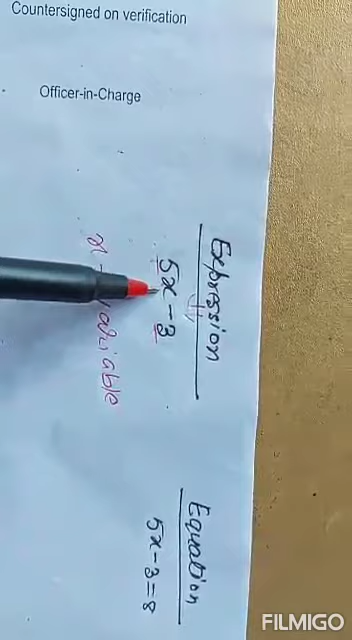 Countersigned on verification
Officer-in-Charge
Expression
5x - 3
x → variable
Equation
5x - 3 = 8
FILMIGO